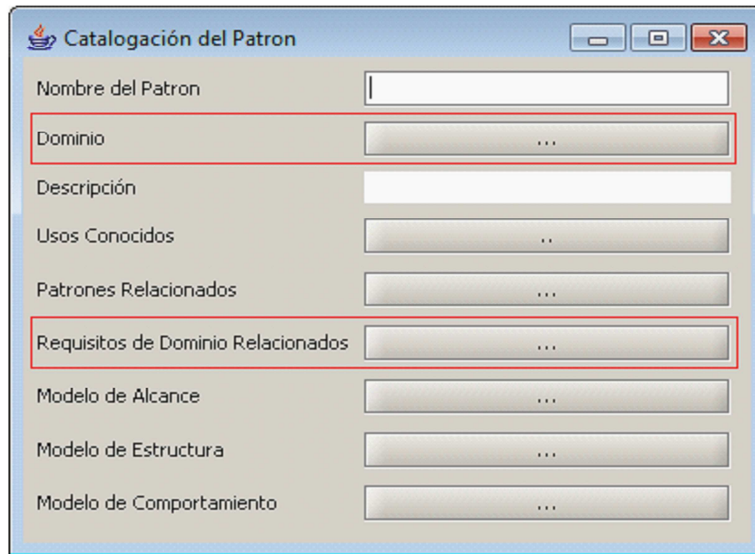 Catalogación del Patron
Nombre del Patron
Dominio ...
Descripción
Usos Conocidos ..
Patrones Relacionados ...
Requisitos de Dominio Relacionados ...
Modelo de Alcance ...
Modelo de Estructura ...
Modelo de Comportamiento ...